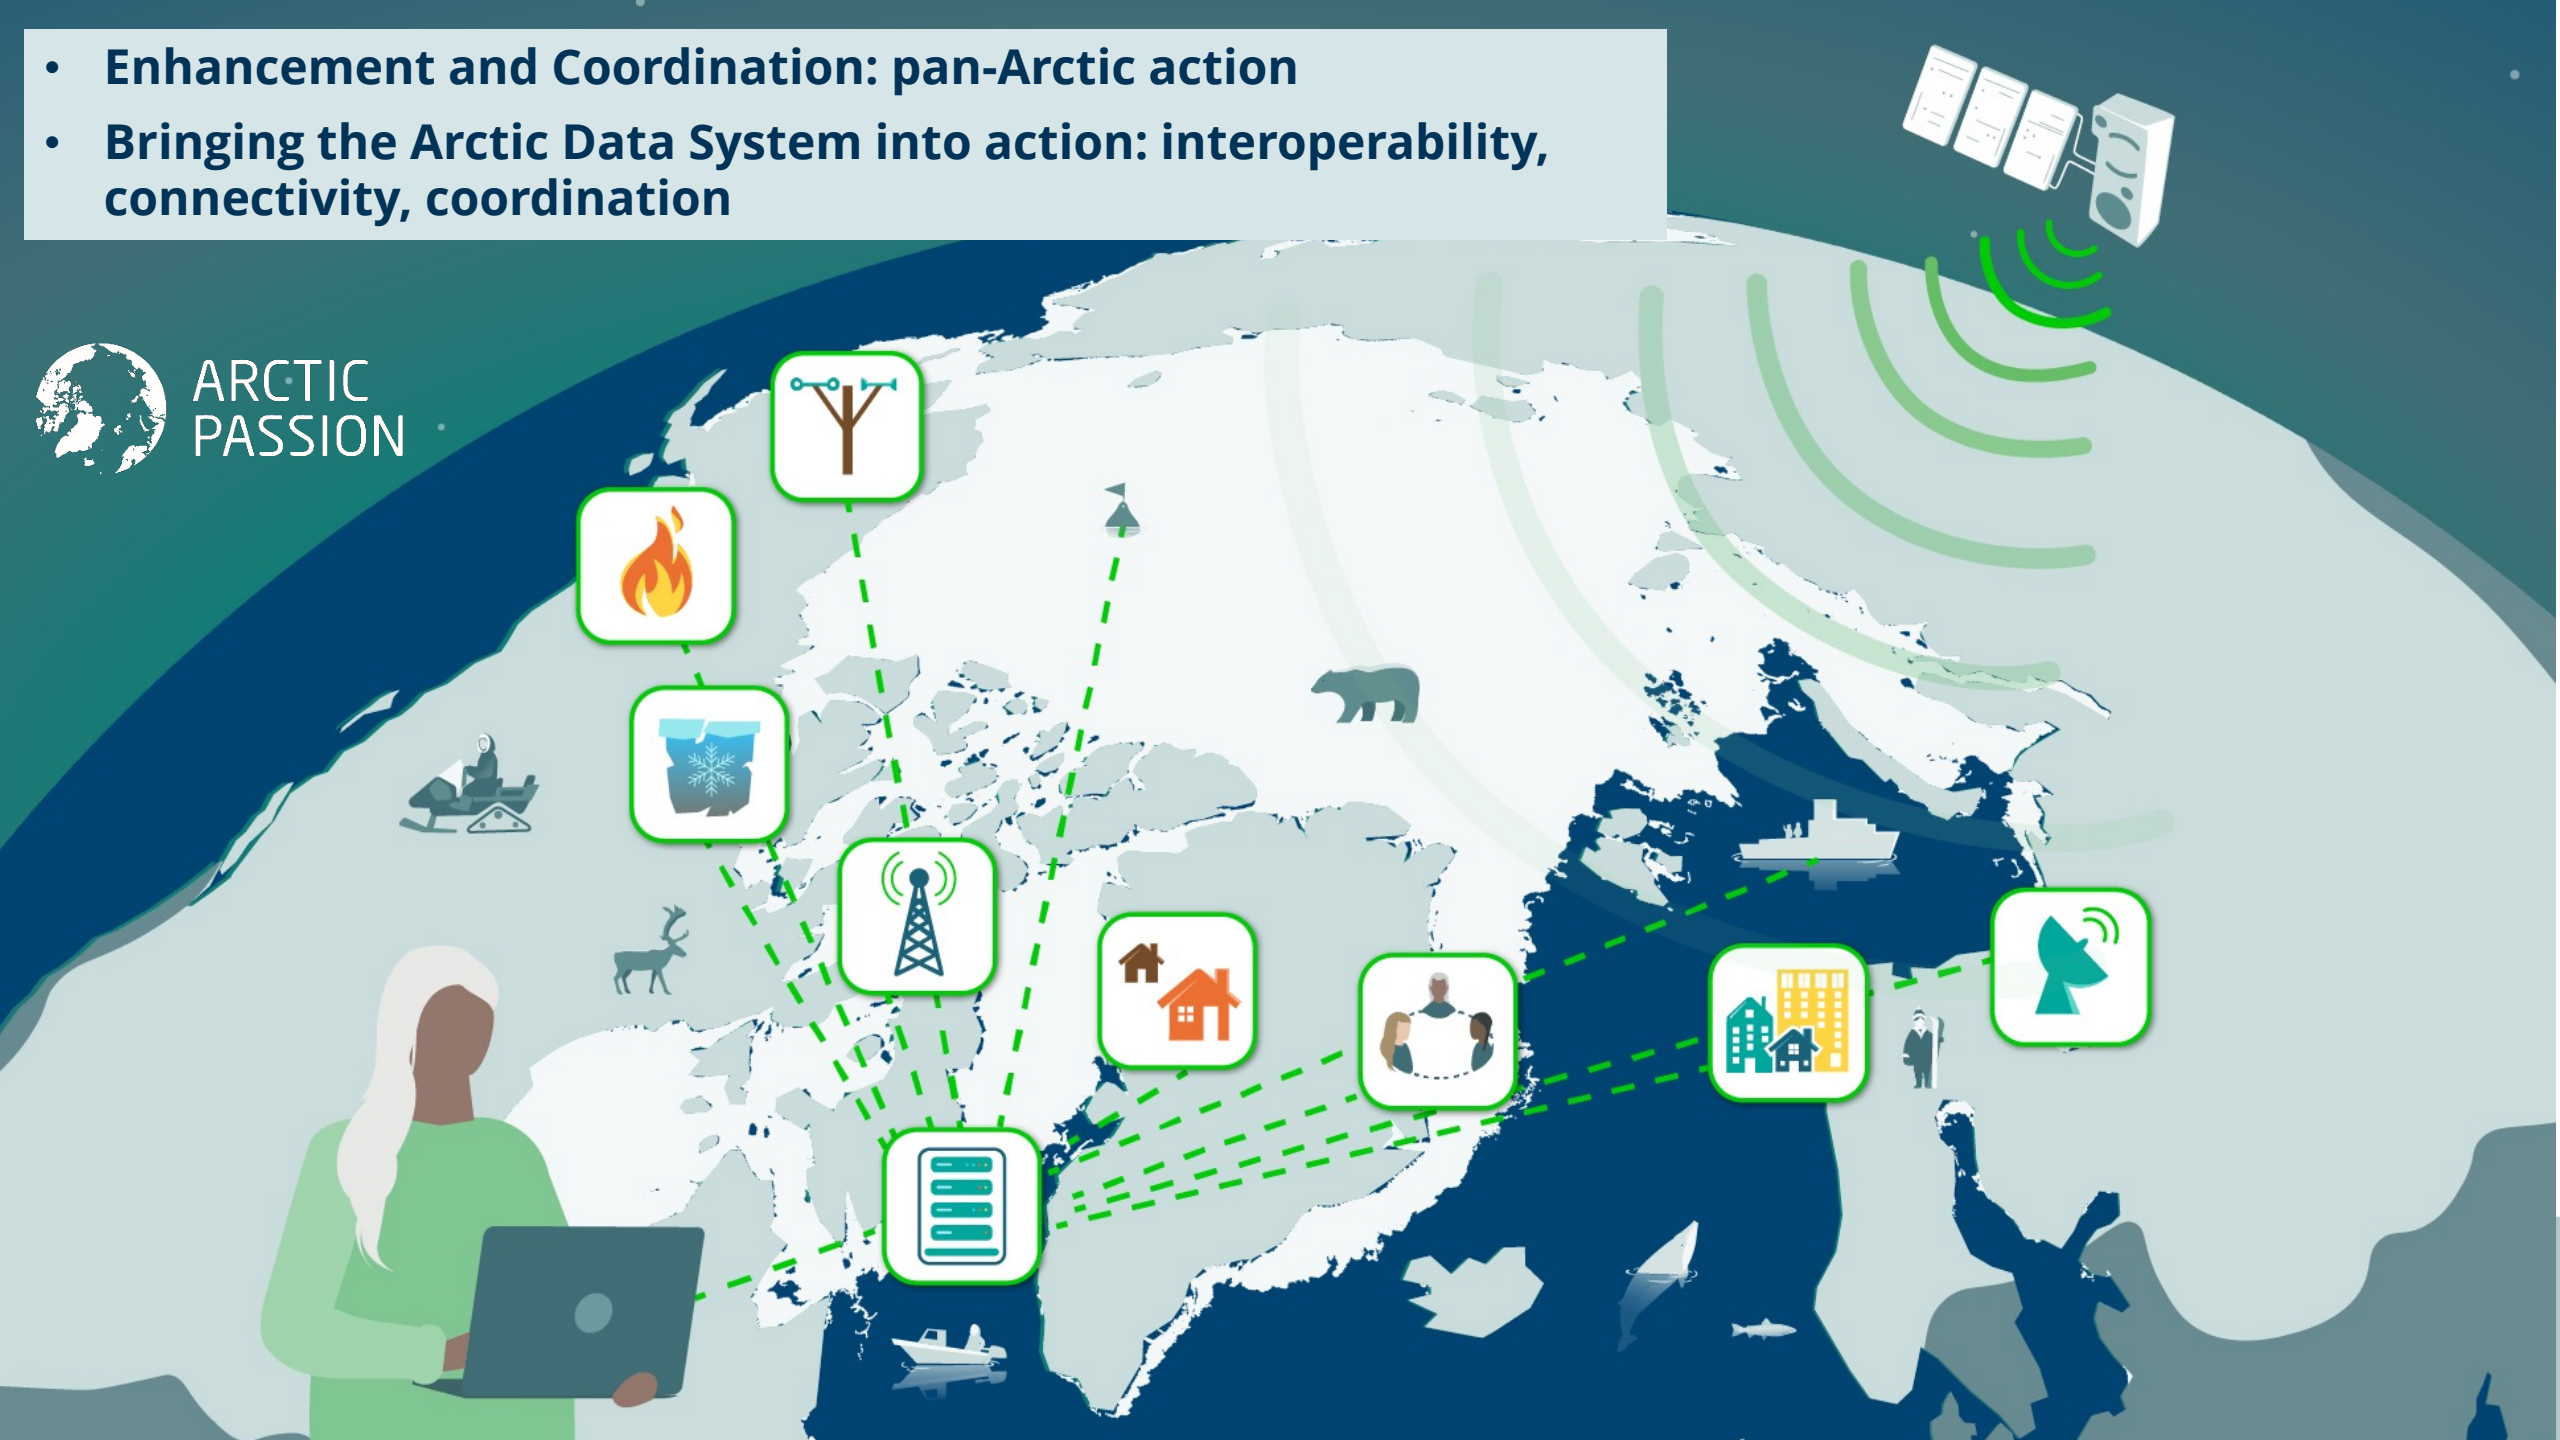 • Enhancement and Coordination: pan-Arctic action
• Bringing the Arctic Data System into action: interoperability,
connectivity, coordination
ARCTIC
PASSION